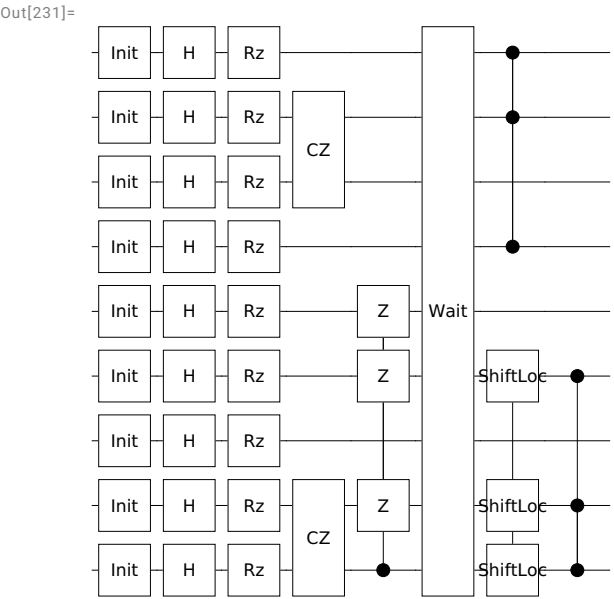 Out[231]=
Init H Rz
Init H Rz
CZ
Init H Rz
Init H Rz
Init H Rz Z Wait
Init H Rz Z ShiftLoc
Init H Rz
Init H Rz Z ShiftLoc
CZ
Init H Rz ShiftLoc